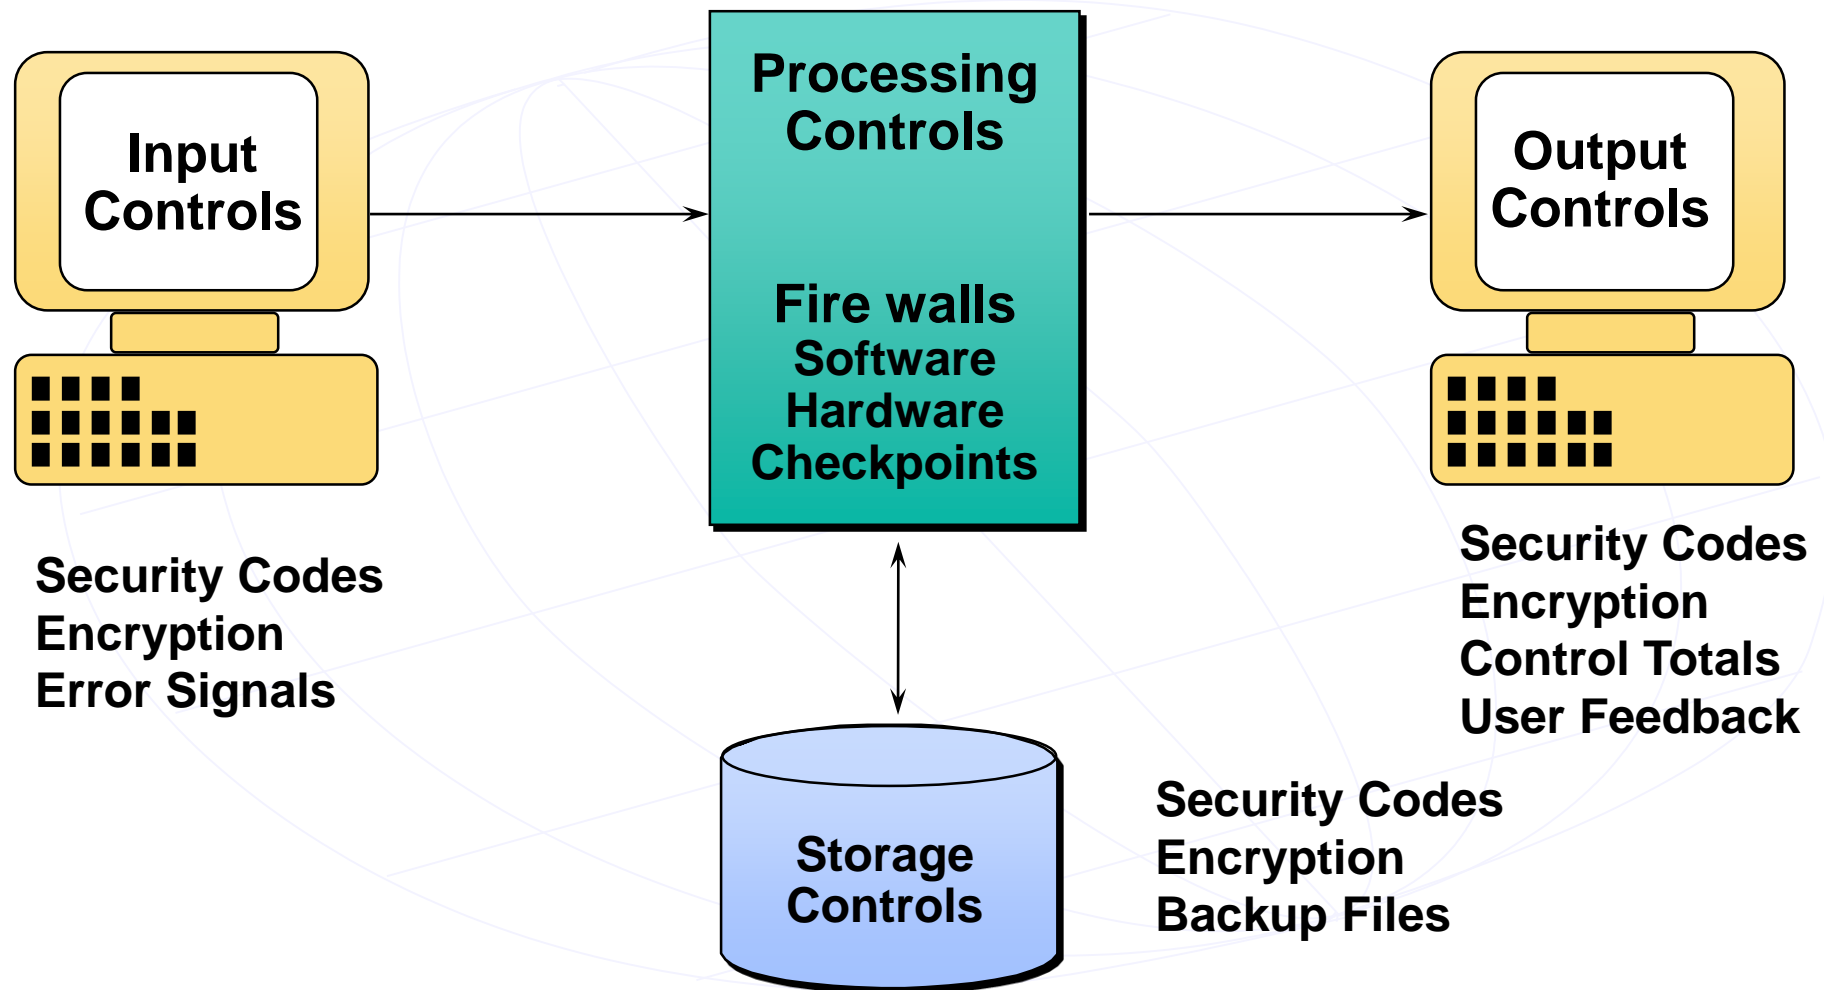 Input
Controls
Processing
Controls
Fire walls
Software
Hardware
Checkpoints
Output
Controls
Security Codes
Encryption
Error Signals
Security Codes
Encryption
Control Totals
User Feedback
Storage
Controls
Security Codes
Encryption
Backup Files